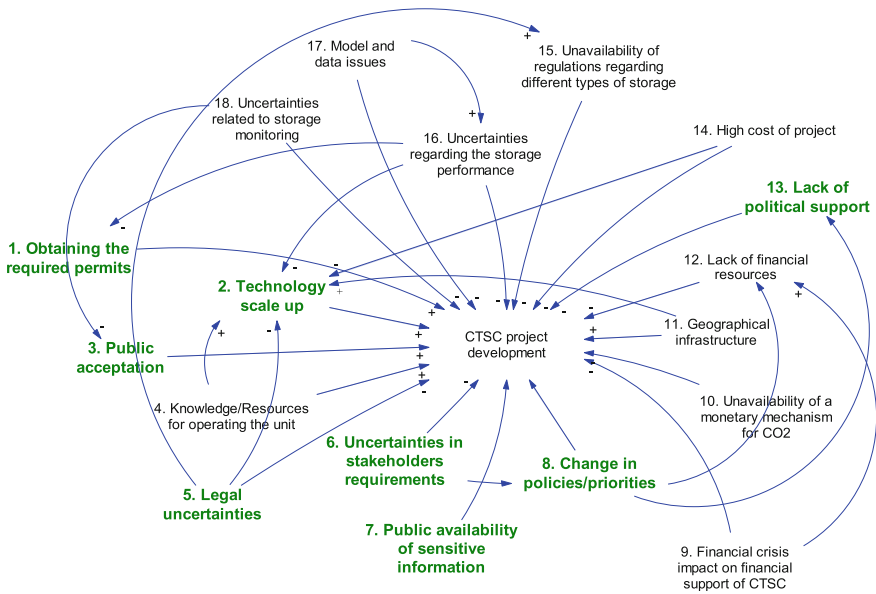 17. Model and
data issues
15. Unavailability of
regulations regarding
different types of storage
18. Uncertainties
related to storage
monitoring
16. Uncertainties
regarding the storage
performance
14. High cost of project
13. Lack of
political support
1. Obtaining the
required permits
12. Lack of financial
resources
2. Technology
scale up
11. Geographical
infrastructure
CTSC project
development
3. Public
acceptation
4. Knowledge/Resources
for operating the unit
10. Unavailability of a
monetary mechanism
for CO2
6. Uncertainties in
stakeholders
requirements
8. Change in
policies/priorities
5. Legal
uncertainties
7. Public availability
of sensitive
information
9. Financial crisis
impact on financial
support of CTSC